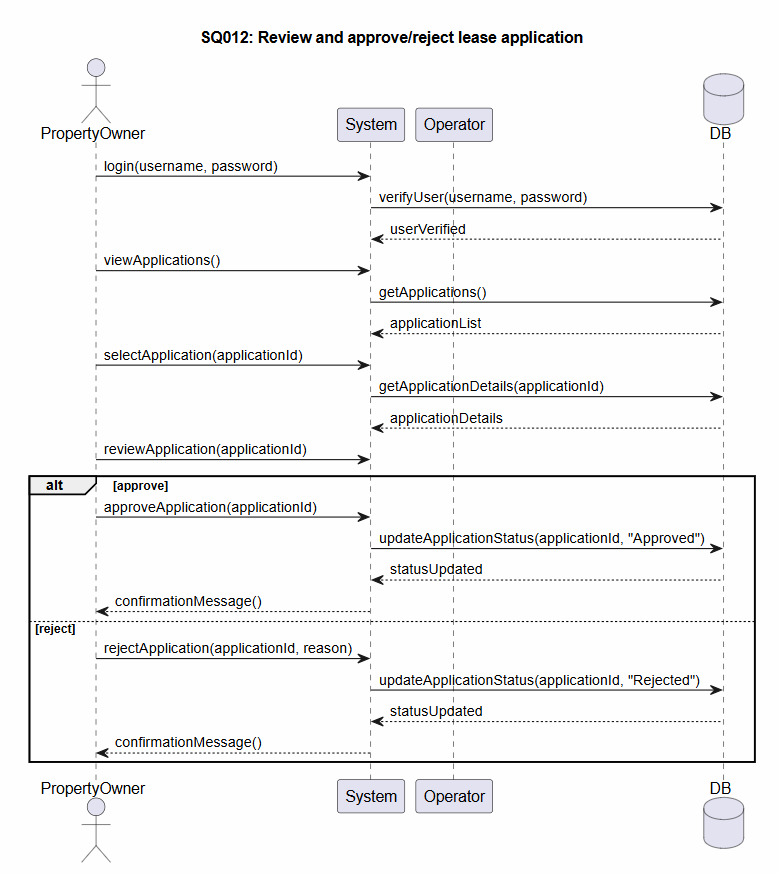 SQ012: Review and approve/reject lease application
PropertyOwner
System
Operator
DB
login(username, password)
verifyUser(username, password)
userVerified
viewApplications()
getApplications()
applicationList
selectApplication(applicationId)
getApplicationDetails(applicationId)
applicationDetails
reviewApplication(applicationId)
alt [approve]
approveApplication(applicationId)
updateApplicationStatus(applicationId, "Approved")
statusUpdated
confirmationMessage()
[reject]
rejectApplication(applicationId, reason)
updateApplicationStatus(applicationId, "Rejected")
statusUpdated
confirmationMessage()
PropertyOwner
System
Operator
DB